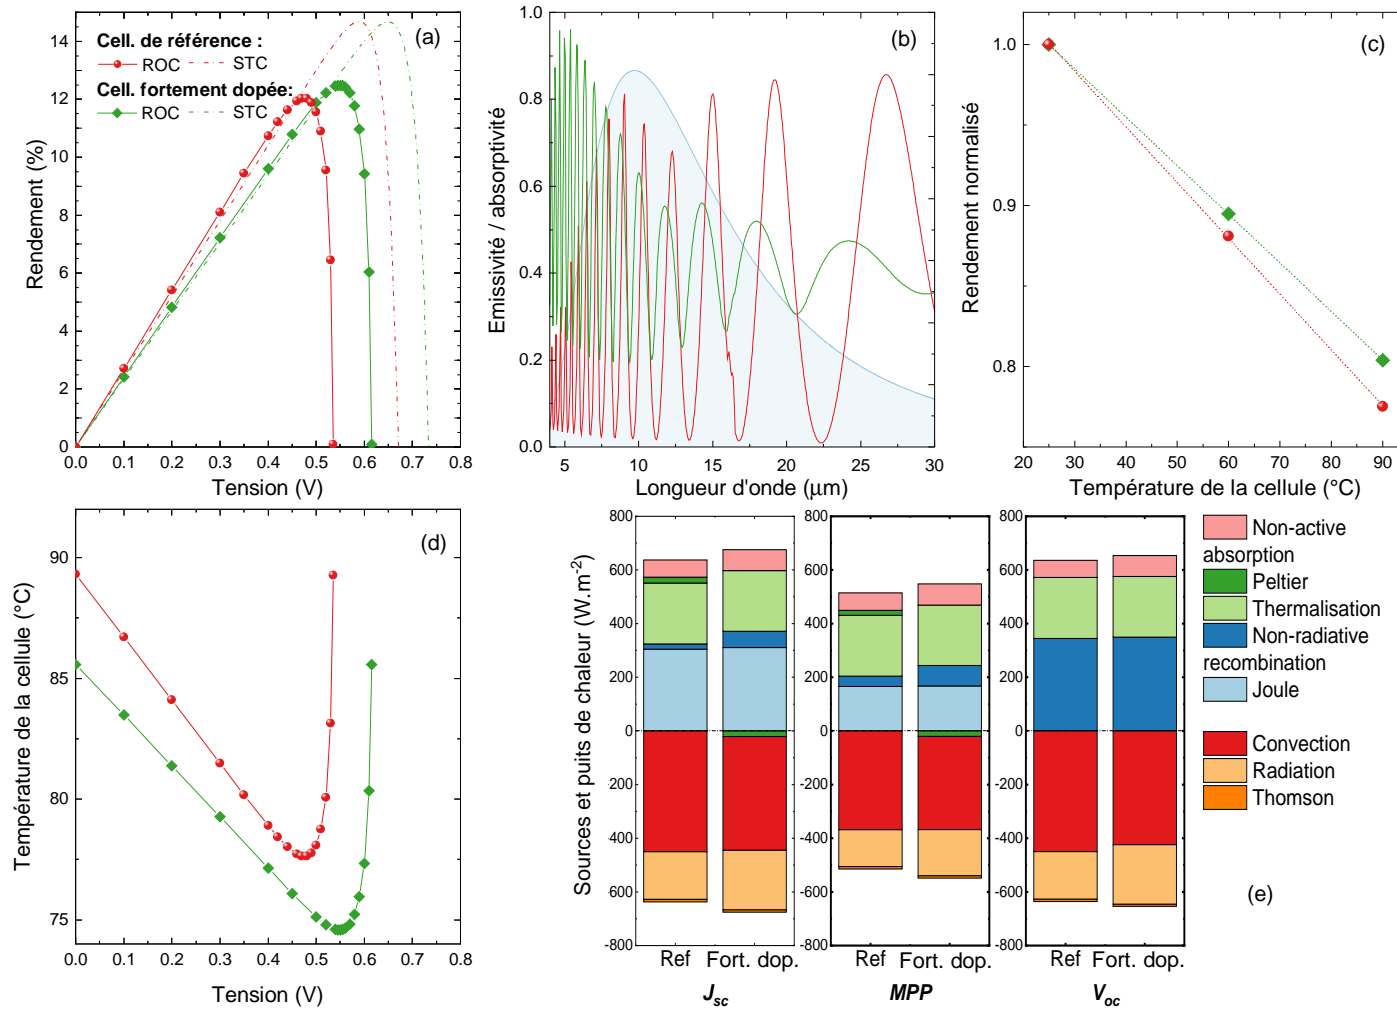 (a)
Cell. de référence :
ROC STC
Cell. fortement dopée:
ROC STC
Rendement (%)
14
12
10
8
6
4
2
0
0.0 0.1 0.2 0.3 0.4 0.5 0.6 0.7 0.8
Tension (V)
(b)
Emissivité / absorptivité
1.0
0.8
0.6
0.4
0.2
0.0
5 10 15 20 25 30
Longueur d'onde (μm)
(c)
Rendement normalisé
1.0
0.9
0.8
20 30 40 50 60 70 80 90
Température de la cellule (°C)
(d)
Température de la cellule (°C)
90
85
80
75
0.0 0.1 0.2 0.3 0.4 0.5 0.6 0.7 0.8
Tension (V)
Sources et puits de chaleur (W.m-2)
800 800 800
600 600 600
400 400 400
200 200 200
0 0 0
-200 -200 -200
-400 -400 -400
-600 -600 -600
-800 -800 -800
Ref Fort. dop. Ref Fort. dop. Ref Fort. dop.
Jsc MPP Voc
Non-active
absorption
Peltier
Thermalisation
Non-radiative
recombination
Joule
Convection
Radiation
Thomson
(e)